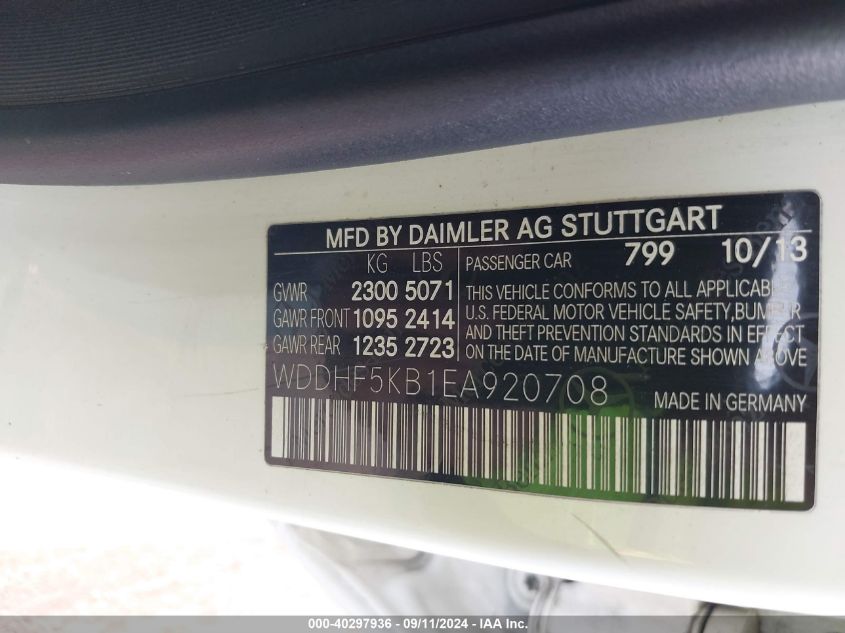 MFD BY DAIMLER AG STUTTGART
KG LBS
PASSENGER CAR 799 10/13
GVWR 2300 5071
GAWR FRONT 1095 2414
GAWR REAR 1235 2723
THIS VEHICLE CONFORMS TO ALL APPLICABLE
U.S. FEDERAL MOTOR VEHICLE SAFETY, BUMPER
AND THEFT PREVENTION STANDARDS IN EFFECT
ON THE DATE OF MANUFACTURE SHOWN ABOVE
WDDHF5KB1EA920708
MADE IN GERMANY
000-40297936 - 09/11/2024 - IAA Inc.